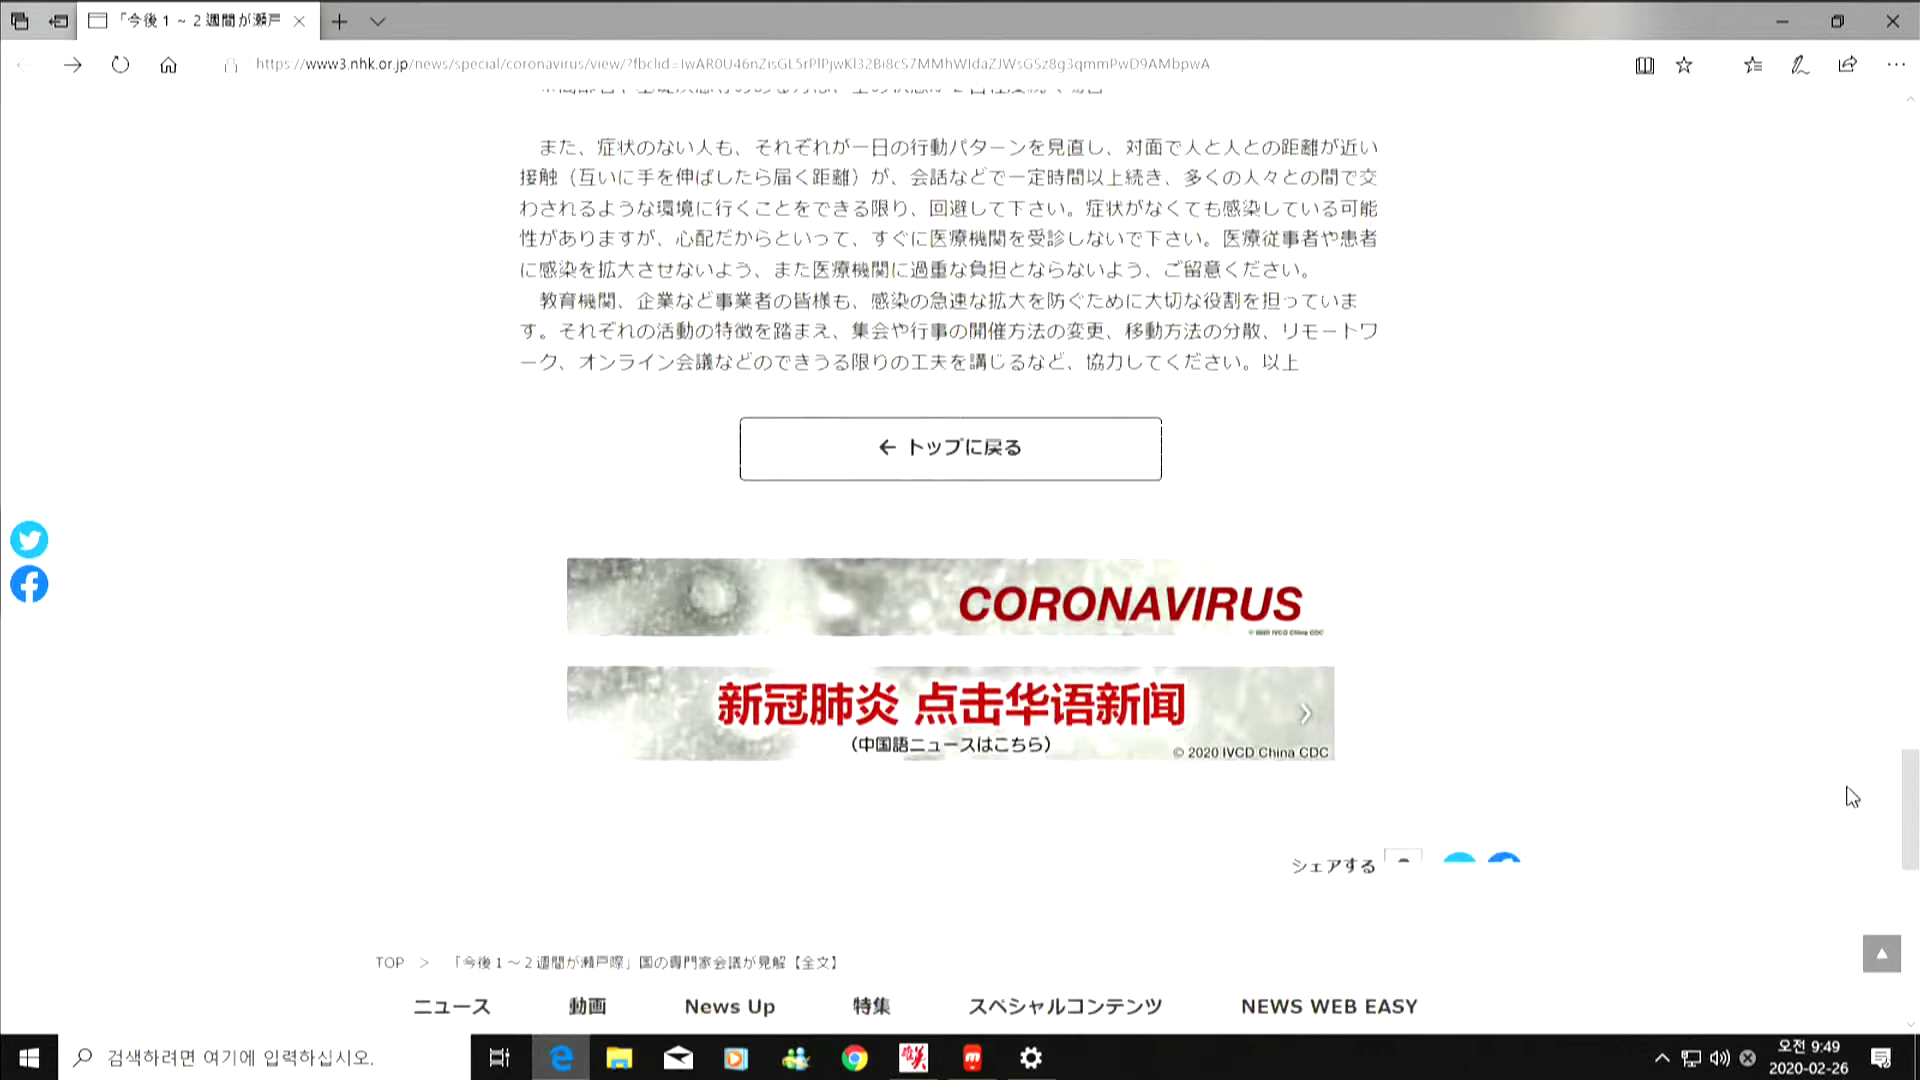 「今後1～2週間が瀬戸
https://www3.nhk.or.jp/news/special/coronavirus/view/?fbclid=IwAR0U46nZisGL5rPlPjwKl32Bi8cS7MMhWIdaZJWsGSz8g3qmmPwD9AMbpwA
また、症状のない人も、それぞれが一日の行動パターンを見直し、対面で人と人との距離が近い
接触（互いに手を伸ばしたら届く距離）が、会話などで一定時間以上続き、多くの人々との間で交
わされるような環境に行くことをできる限り、回避して下さい。症状がなくても感染している可能
性がありますが、心配だからといって、すぐに医療機関を受診しないで下さい。医療従事者や患者
に感染を拡大させないよう、また医療機関に過重な負担とならないよう、ご留意ください。
教育機関、企業など事業者の皆様も、感染の急速な拡大を防ぐために大切な役割を担っていま
す。それぞれの活動の特徴を踏まえ、集会や行事の開催方法の変更、移動方法の分散、リモートワ
ーク、オンライン会議などのできうる限りの工夫を講じるなど、協力してください。以上
← トップに戻る
CORONAVIRUS
© 2020 IVCD China CDC
新冠肺炎 点击华语新闻
（中国語ニュースはこちら）
© 2020 IVCD China CDC
シェアする
TOP > 「今後1～2週間が瀬戸際」国の専門家会議が見解【全文】
ニュース 動画 News Up 特集 スペシャルコンテンツ NEWS WEB EASY
검색하려면 여기에 입력하십시오.
오전 9:49
2020-02-26